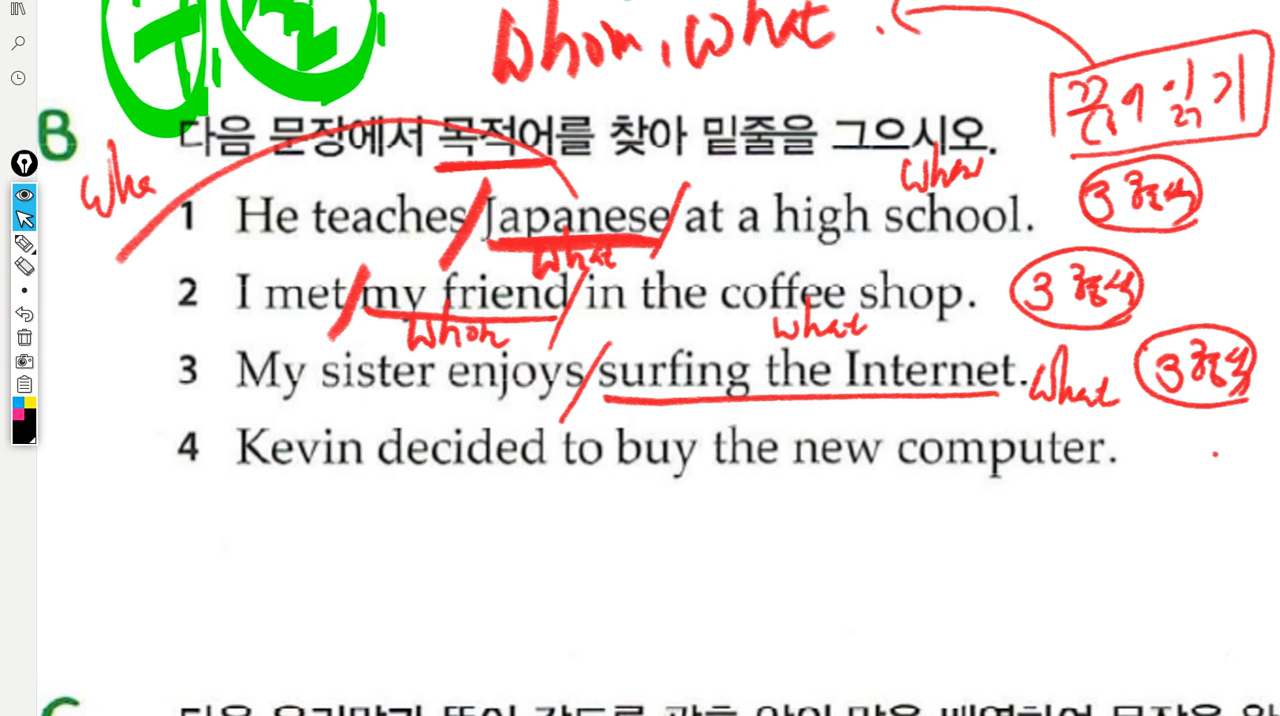 whom, what.
끊어 읽기
B 다음 문장에서 목적어를 찾아 밑줄을 그으시오.
1 He teaches / Japanese / at a high school. 3형식
what
2 I met / my friend / in the coffee shop. 3형식
whom what
3 My sister enjoys / surfing the Internet. what 3형식
4 Kevin decided to buy the new computer.